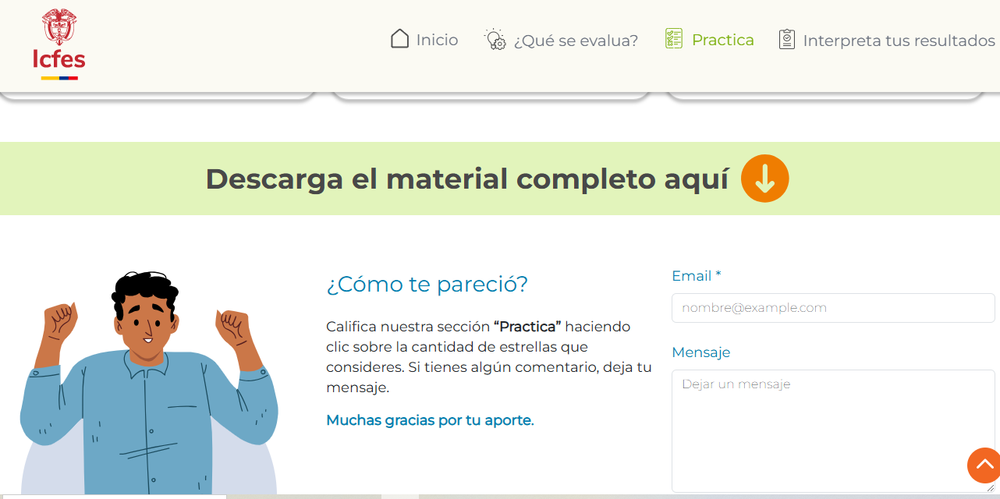 Icfes
Inicio
¿Qué se evalua?
Practica
Interpreta tus resultados
Descarga el material completo aquí
¿Cómo te pareció?
Califica nuestra sección “Practica” haciendo
clic sobre la cantidad de estrellas que
consideres. Si tienes algún comentario, deja tu
mensaje.
Muchas gracias por tu aporte.
Email *
nombre@example.com
Mensaje
Dejar un mensaje